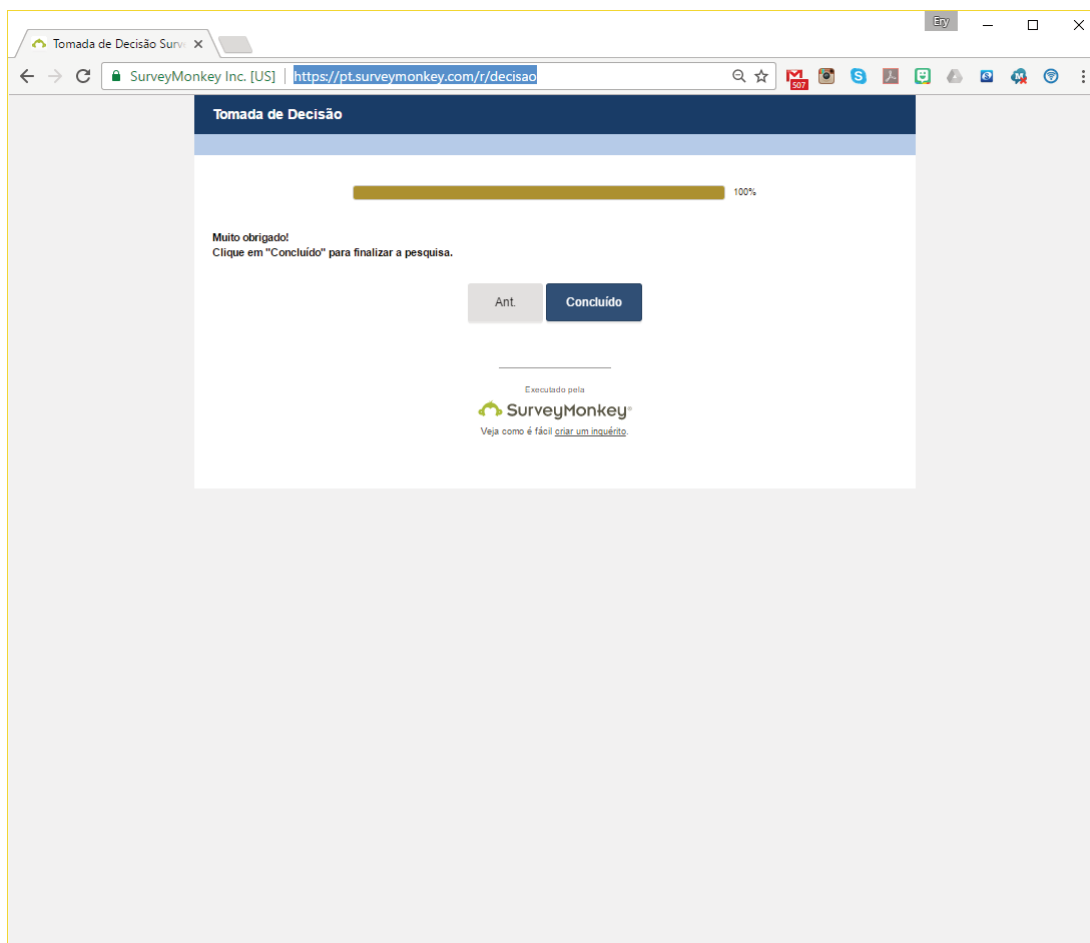 Ery
Tomada de Decisão Surv
SurveyMonkey Inc. [US] | https://pt.surveymonkey.com/r/decisao
507
Tomada de Decisão
100%
Muito obrigado!
Clique em "Concluído" para finalizar a pesquisa.
Ant.
Concluído
Executado pela
SurveyMonkey®
Veja como é fácil criar um inquérito.